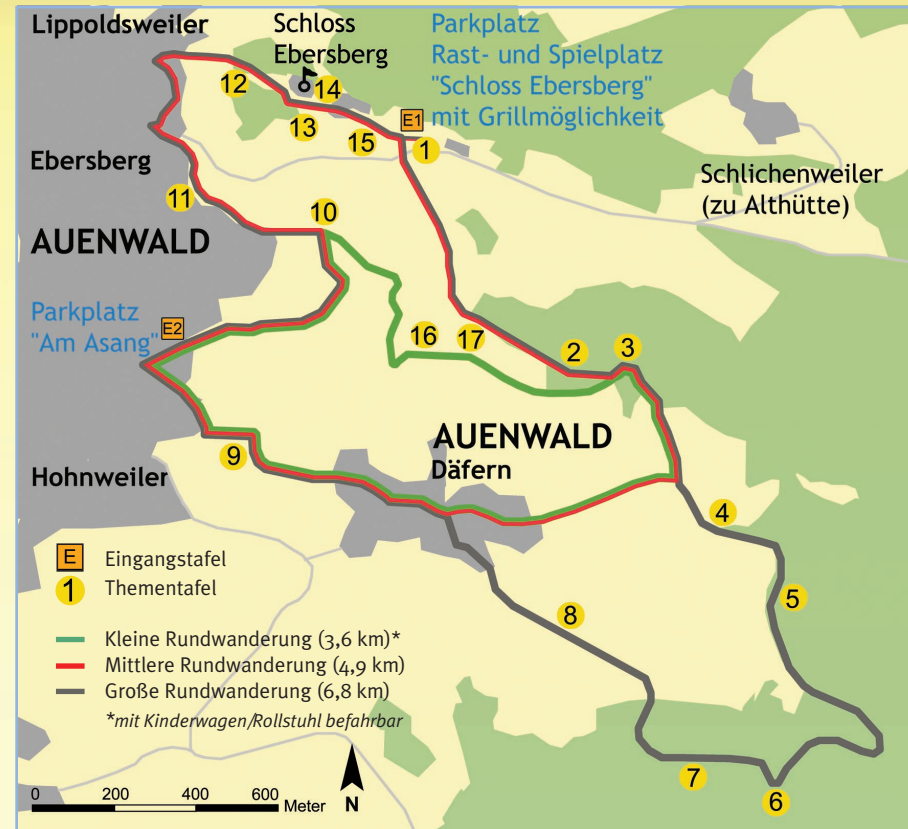 Lippoldsweiler
Schloss
Ebersberg
Parkplatz
Rast- und Spielplatz
"Schloss Ebersberg"
mit Grillmöglichkeit
12
14
13
15
E1
1
Ebersberg
Schlichenweiler
(zu Althütte)
11
10
AUENWALD
Parkplatz
"Am Asang"
E2
16
17
2
3
AUENWALD
Däfern
9
Hohnweiler
4
5
8
7
6
E Eingangstafel
1 Thementafel
Kleine Rundwanderung (3,6 km)*
Mittlere Rundwanderung (4,9 km)
Große Rundwanderung (6,8 km)
*mit Kinderwagen/Rollstuhl befahrbar
0 200 400 600 Meter
N